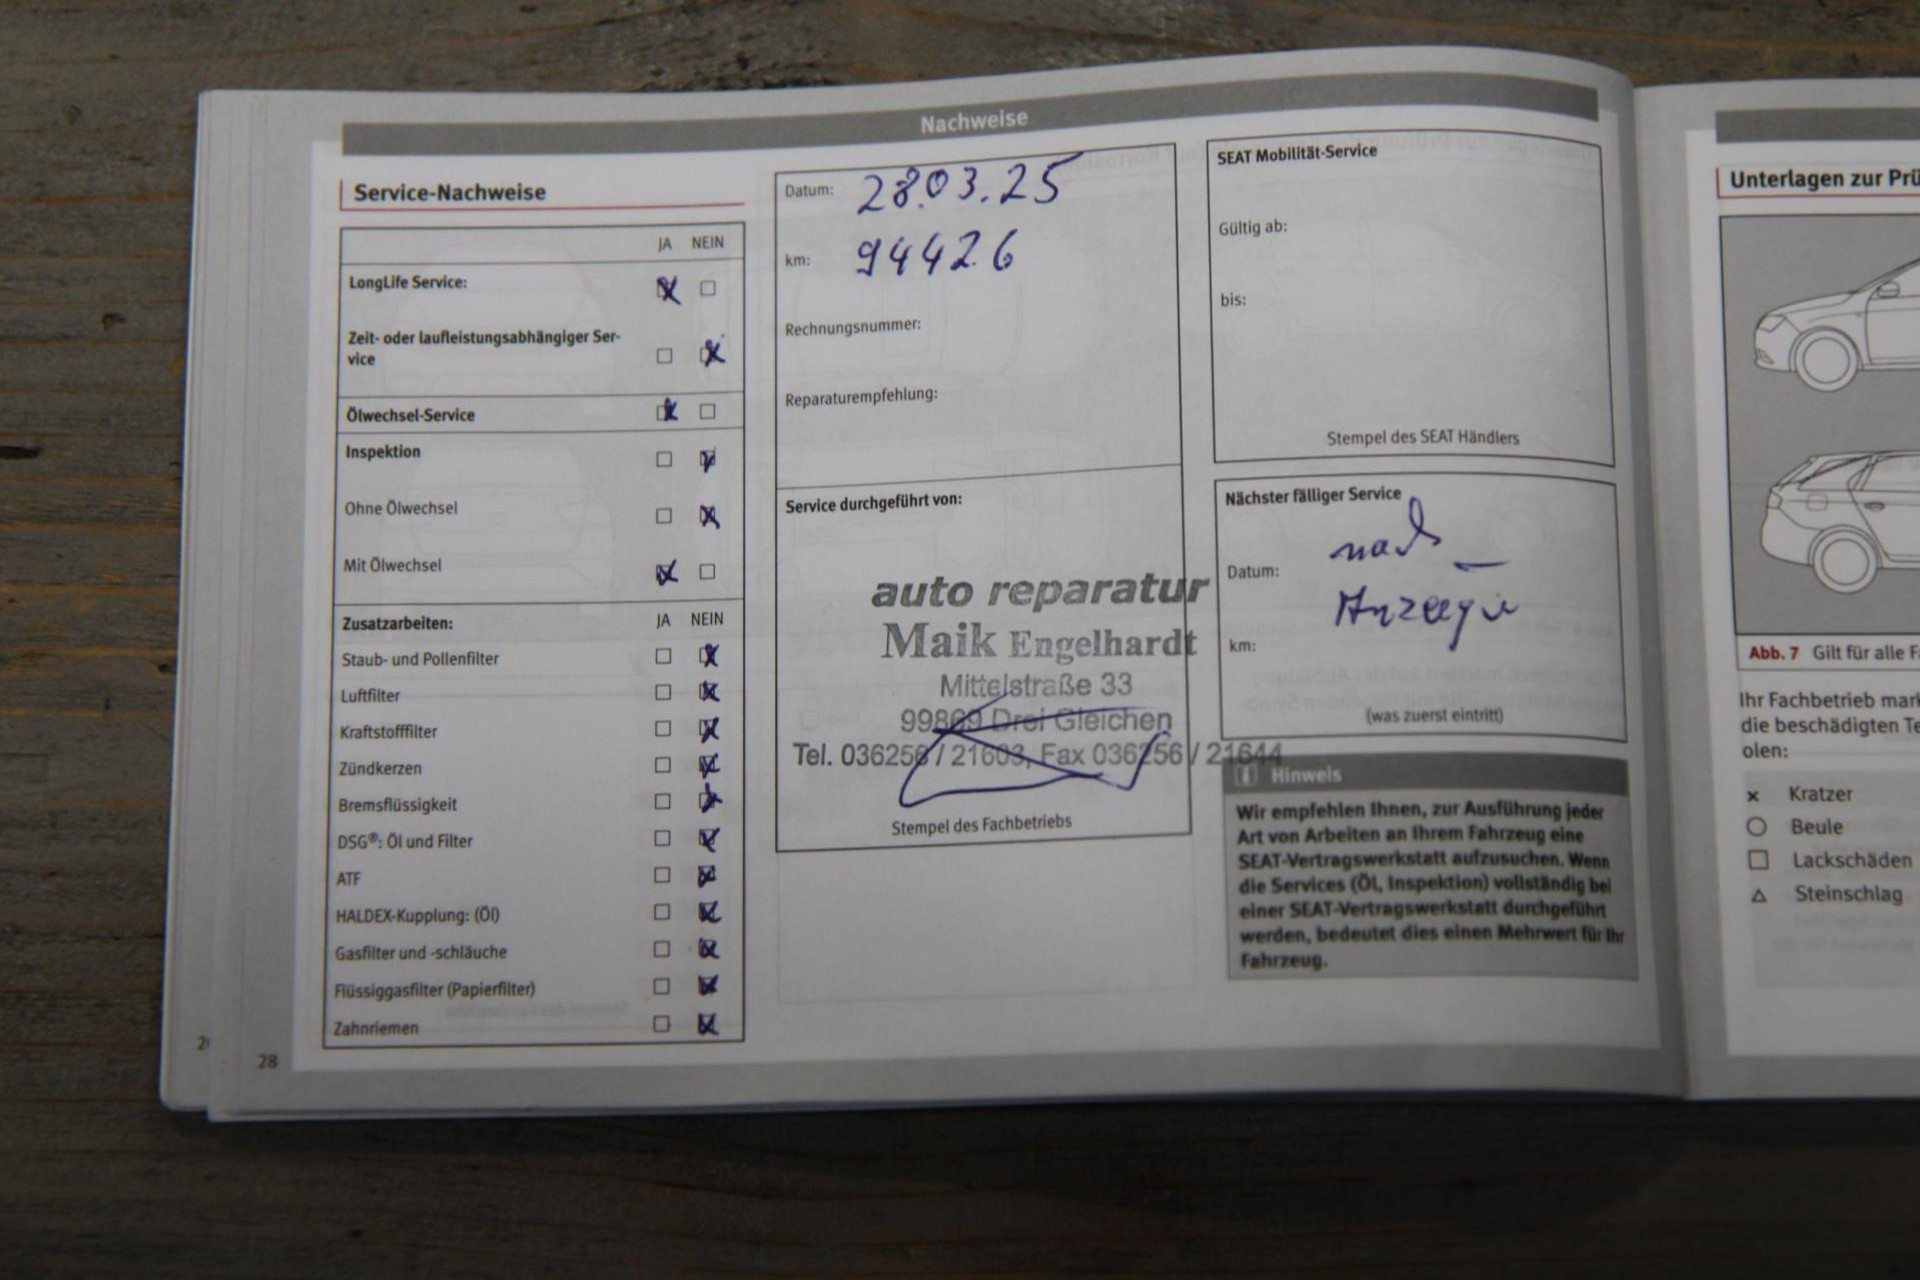 Nachweise
Service-Nachweise
JA NEIN
LongLife Service:
Zeit- oder laufleistungsabhängiger Ser-
vice
Ölwechsel-Service
Inspektion
Ohne Ölwechsel
Mit Ölwechsel
Zusatzarbeiten: JA NEIN
Staub- und Pollenfilter
Luftfilter
Kraftstofffilter
Zündkerzen
Bremsflüssigkeit
DSG®: Öl und Filter
ATF
HALDEX-Kupplung: (Öl)
Gasfilter und -schläuche
Flüssiggasfilter (Papierfilter)
Zahnriemen
28
Datum: 28.03.25
km: 94426
Rechnungsnummer:
Reparaturempfehlung:
Service durchgeführt von:
auto reparatur
Maik Engelhardt
Mittelstraße 33
99869 Drei Gleichen
Tel. 036256 / 21603, Fax 036256 / 21644
Stempel des Fachbetriebs
SEAT Mobilität-Service
Gültig ab:
bis:
Stempel des SEAT Händlers
Nächster fälliger Service
nach
Datum:
Anzeige
km:
(was zuerst eintritt)
i Hinweis
Wir empfehlen Ihnen, zur Ausführung jeder
Art von Arbeiten an Ihrem Fahrzeug eine
SEAT-Vertragswerkstatt aufzusuchen. Wenn
die Services (Öl, Inspektion) vollständig bei
einer SEAT-Vertragswerkstatt durchgeführt
werden, bedeutet dies einen Mehrwert für Ihr
Fahrzeug.
Unterlagen zur Prü
Abb. 7 Gilt für alle F
Ihr Fachbetrieb mar
die beschädigten Te
olen:
Kratzer
Beule
Lackschäden
Steinschlag